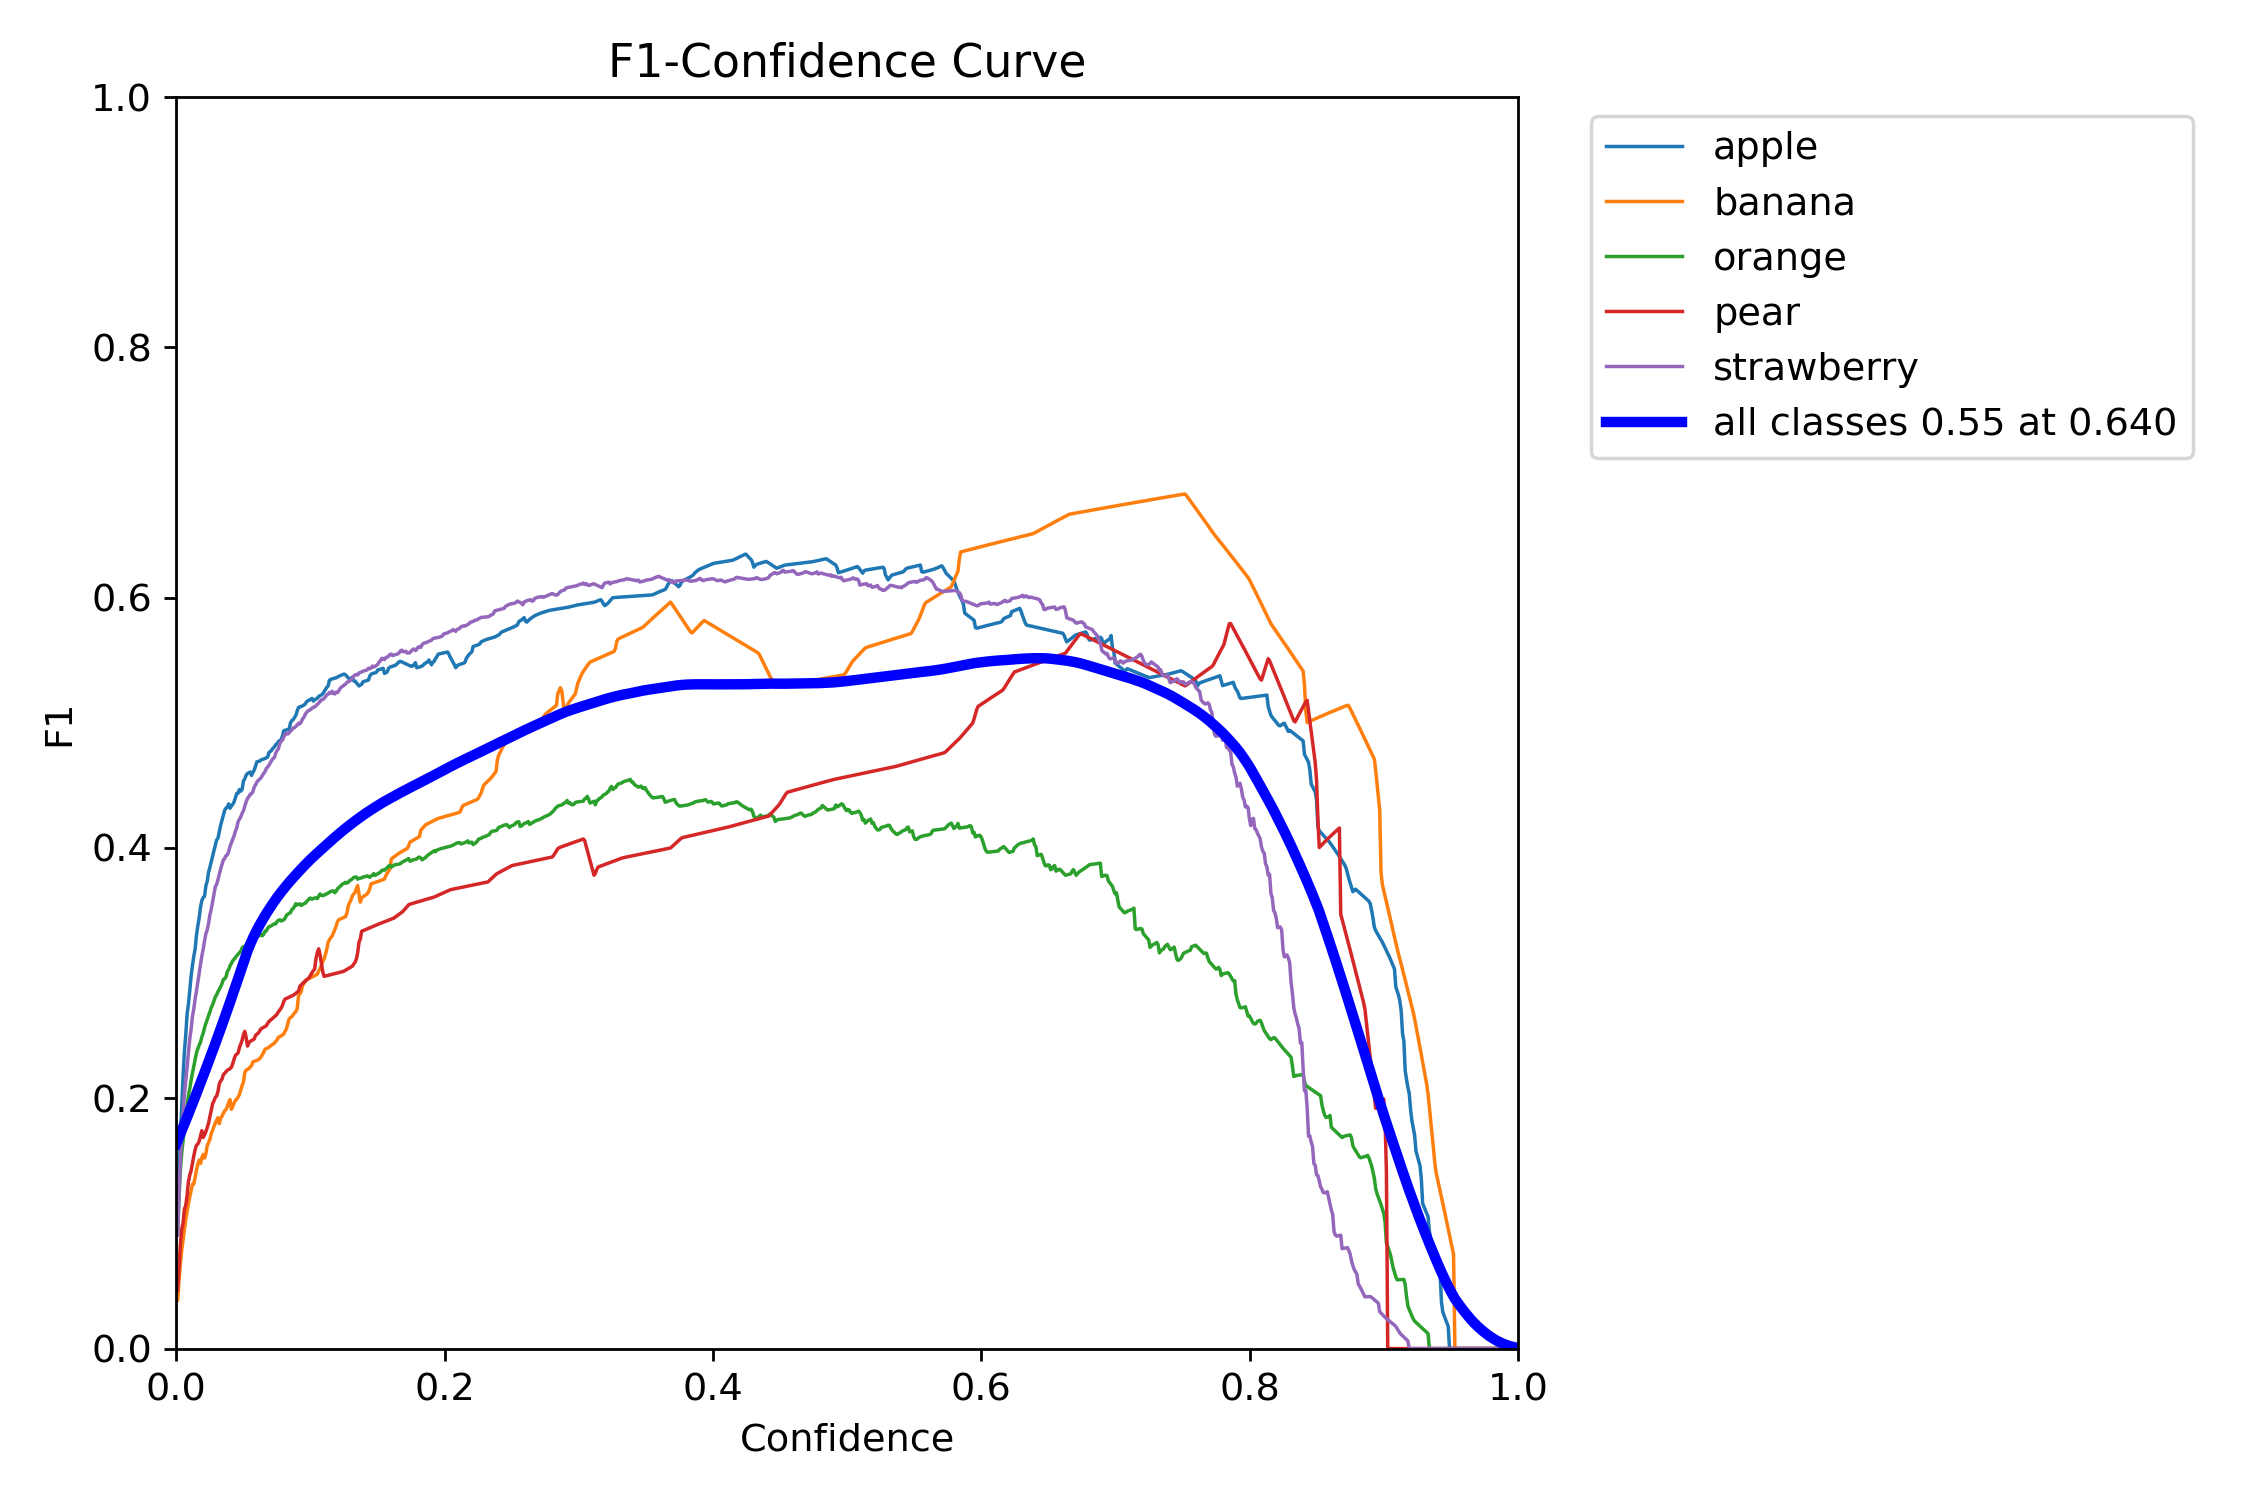 F1-Confidence Curve
1.0
0.8
0.6
0.4
0.2
0.0
F1
0.0 0.2 0.4 0.6 0.8 1.0
Confidence
apple
banana
orange
pear
strawberry
all classes 0.55 at 0.640